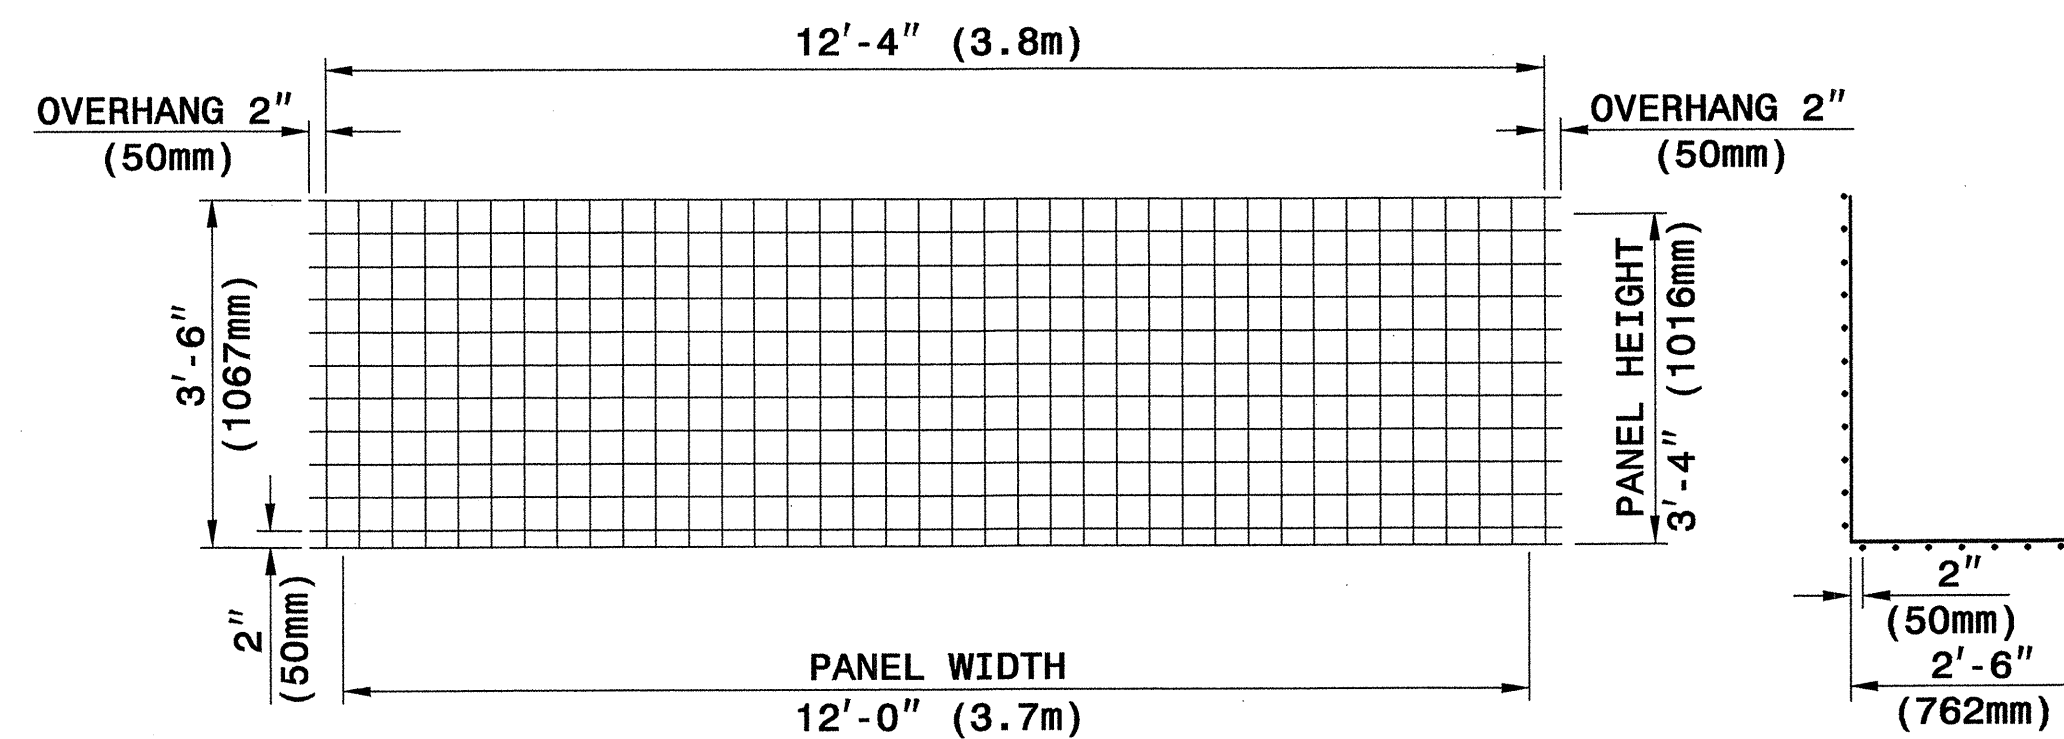 12'-4" (3.8m)
OVERHANG 2"
(50mm)
OVERHANG 2"
(50mm)
3'-6"
(1067mm)
PANEL HEIGHT
3'-4" (1016mm)
2"
(50mm)
PANEL WIDTH
12'-0" (3.7m)
2"
(50mm)
2'-6"
(762mm)